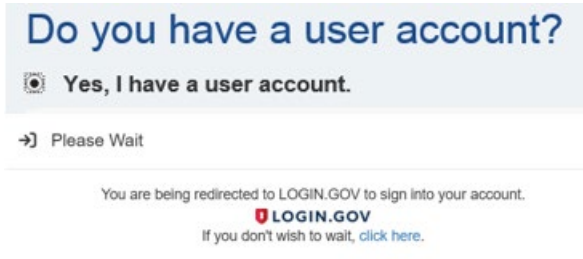 Do you have a user account?
Yes, I have a user account.
Please Wait
You are being redirected to LOGIN.GOV to sign into your account.
LOGIN.GOV
If you don't wish to wait, click here.